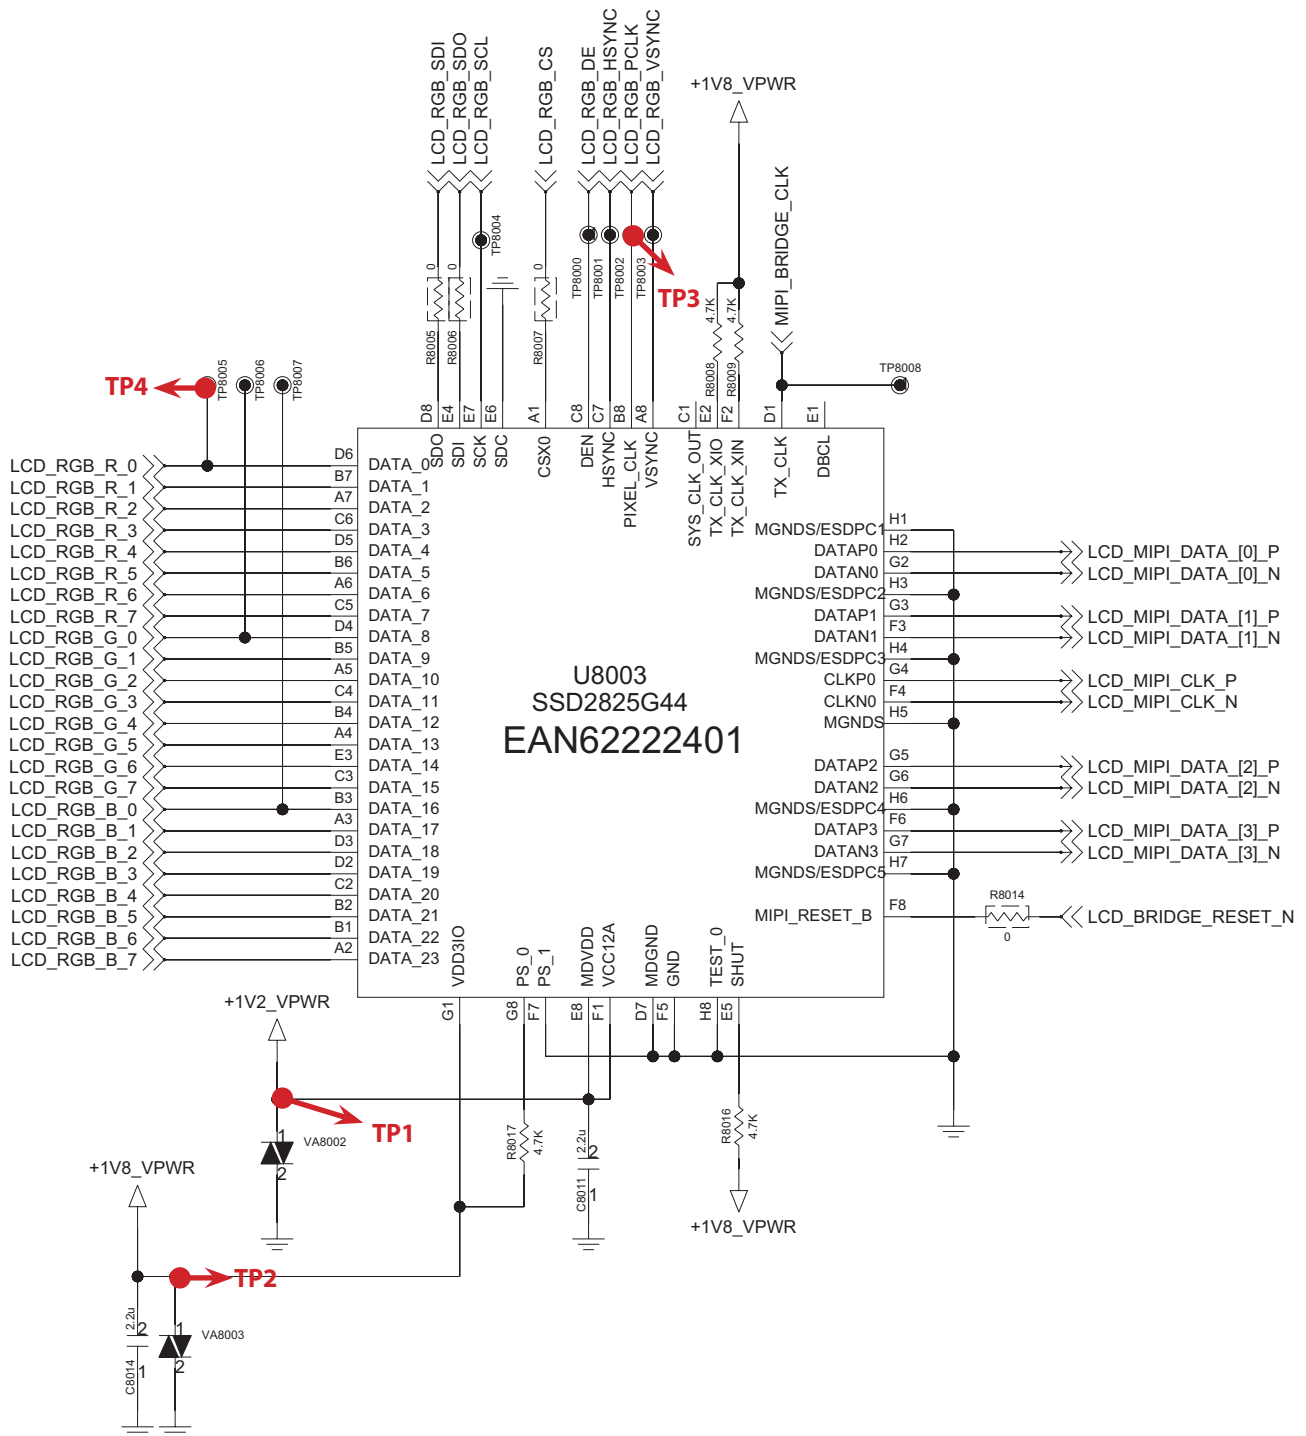 LCD_RGB_SDI
LCD_RGB_SDO
LCD_RGB_SCL
LCD_RGB_CS
LCD_RGB_DE
LCD_RGB_HSYNC
LCD_RGB_PCLK
LCD_RGB_VSYNC
+1V8_VPWR
MIPI_BRIDGE_CLK
TP8004
TP8000
TP8001
TP8002
TP8003
TP3
0
0
0
R8005
R8006
R8007
4.7K
4.7K
R8008
R8009
TP4
TP8005
TP8006
TP8007
TP8008
D8
E4
E7
E6
A1
C8
C7
B8
A8
C1
E2
F2
D1
E1
SDO
SDI
SCK
SDC
CSX0
DEN
HSYNC
PIXEL_CLK
VSYNC
SYS_CLK_OUT
TX_CLK_XIO
TX_CLK_XIN
TX_CLK
DBCL
LCD_RGB_R_0 D6 DATA_0
LCD_RGB_R_1 B7 DATA_1
LCD_RGB_R_2 A7 DATA_2
LCD_RGB_R_3 C6 DATA_3
LCD_RGB_R_4 D5 DATA_4
LCD_RGB_R_5 B6 DATA_5
LCD_RGB_R_6 A6 DATA_6
LCD_RGB_R_7 C5 DATA_7
LCD_RGB_G_0 D4 DATA_8
LCD_RGB_G_1 B5 DATA_9
LCD_RGB_G_2 A5 DATA_10
LCD_RGB_G_3 C4 DATA_11
LCD_RGB_G_4 B4 DATA_12
LCD_RGB_G_5 A4 DATA_13
LCD_RGB_G_6 E3 DATA_14
LCD_RGB_G_7 C3 DATA_15
LCD_RGB_B_0 B3 DATA_16
LCD_RGB_B_1 A3 DATA_17
LCD_RGB_B_2 D3 DATA_18
LCD_RGB_B_3 D2 DATA_19
LCD_RGB_B_4 C2 DATA_20
LCD_RGB_B_5 B2 DATA_21
LCD_RGB_B_6 B1 DATA_22
LCD_RGB_B_7 A2 DATA_23
U8003
SSD2825G44
EAN62222401
MGNDS/ESDPC1 H1
DATAP0 H2 LCD_MIPI_DATA_[0]_P
DATAN0 G2 LCD_MIPI_DATA_[0]_N
MGNDS/ESDPC2 H3
DATAP1 G3 LCD_MIPI_DATA_[1]_P
DATAN1 F3 LCD_MIPI_DATA_[1]_N
MGNDS/ESDPC3 H4
CLKP0 G4 LCD_MIPI_CLK_P
CLKN0 F4 LCD_MIPI_CLK_N
MGNDS H5
DATAP2 G5 LCD_MIPI_DATA_[2]_P
DATAN2 G6 LCD_MIPI_DATA_[2]_N
MGNDS/ESDPC4 H6
DATAP3 F6 LCD_MIPI_DATA_[3]_P
DATAN3 G7 LCD_MIPI_DATA_[3]_N
MGNDS/ESDPC5 H7
MIPI_RESET_B F8 R8014 LCD_BRIDGE_RESET_N
0
VDD3IO
PS_0
PS_1
MDVDD
VCC12A
MDGND
GND
TEST_0
SHUT
G1
G8
F7
E8
F1
D7
F5
H8
E5
+1V2_VPWR
TP1
1
VA8002
2
R8017
4.7K
2.2u
2
C8011
1
R8016
4.7K
+1V8_VPWR
+1V8_VPWR
TP2
2.2u
2
C8014
1
1
VA8003
2